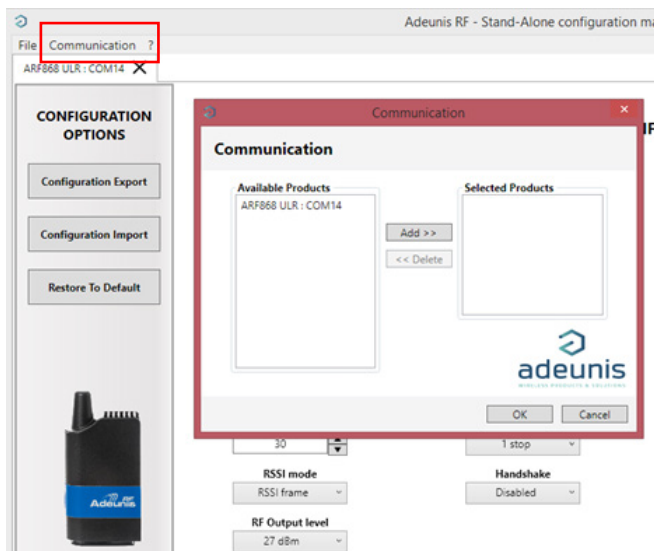 Adeunis RF - Stand-Alone configuration ma
File Communication ?
ARF868 ULR : COM14 X
CONFIGURATION
OPTIONS
Configuration Export
Configuration Import
Restore To Default
Adeunis RF
Communication
Communication
Available Products
ARF868 ULR : COM14
Add >>
<< Delete
Selected Products
adeunis
WIRELESS PRODUCTS & SOLUTIONS
OK Cancel
30
1 stop
RSSI mode
Handshake
RSSI frame
Disabled
RF Output level
27 dBm